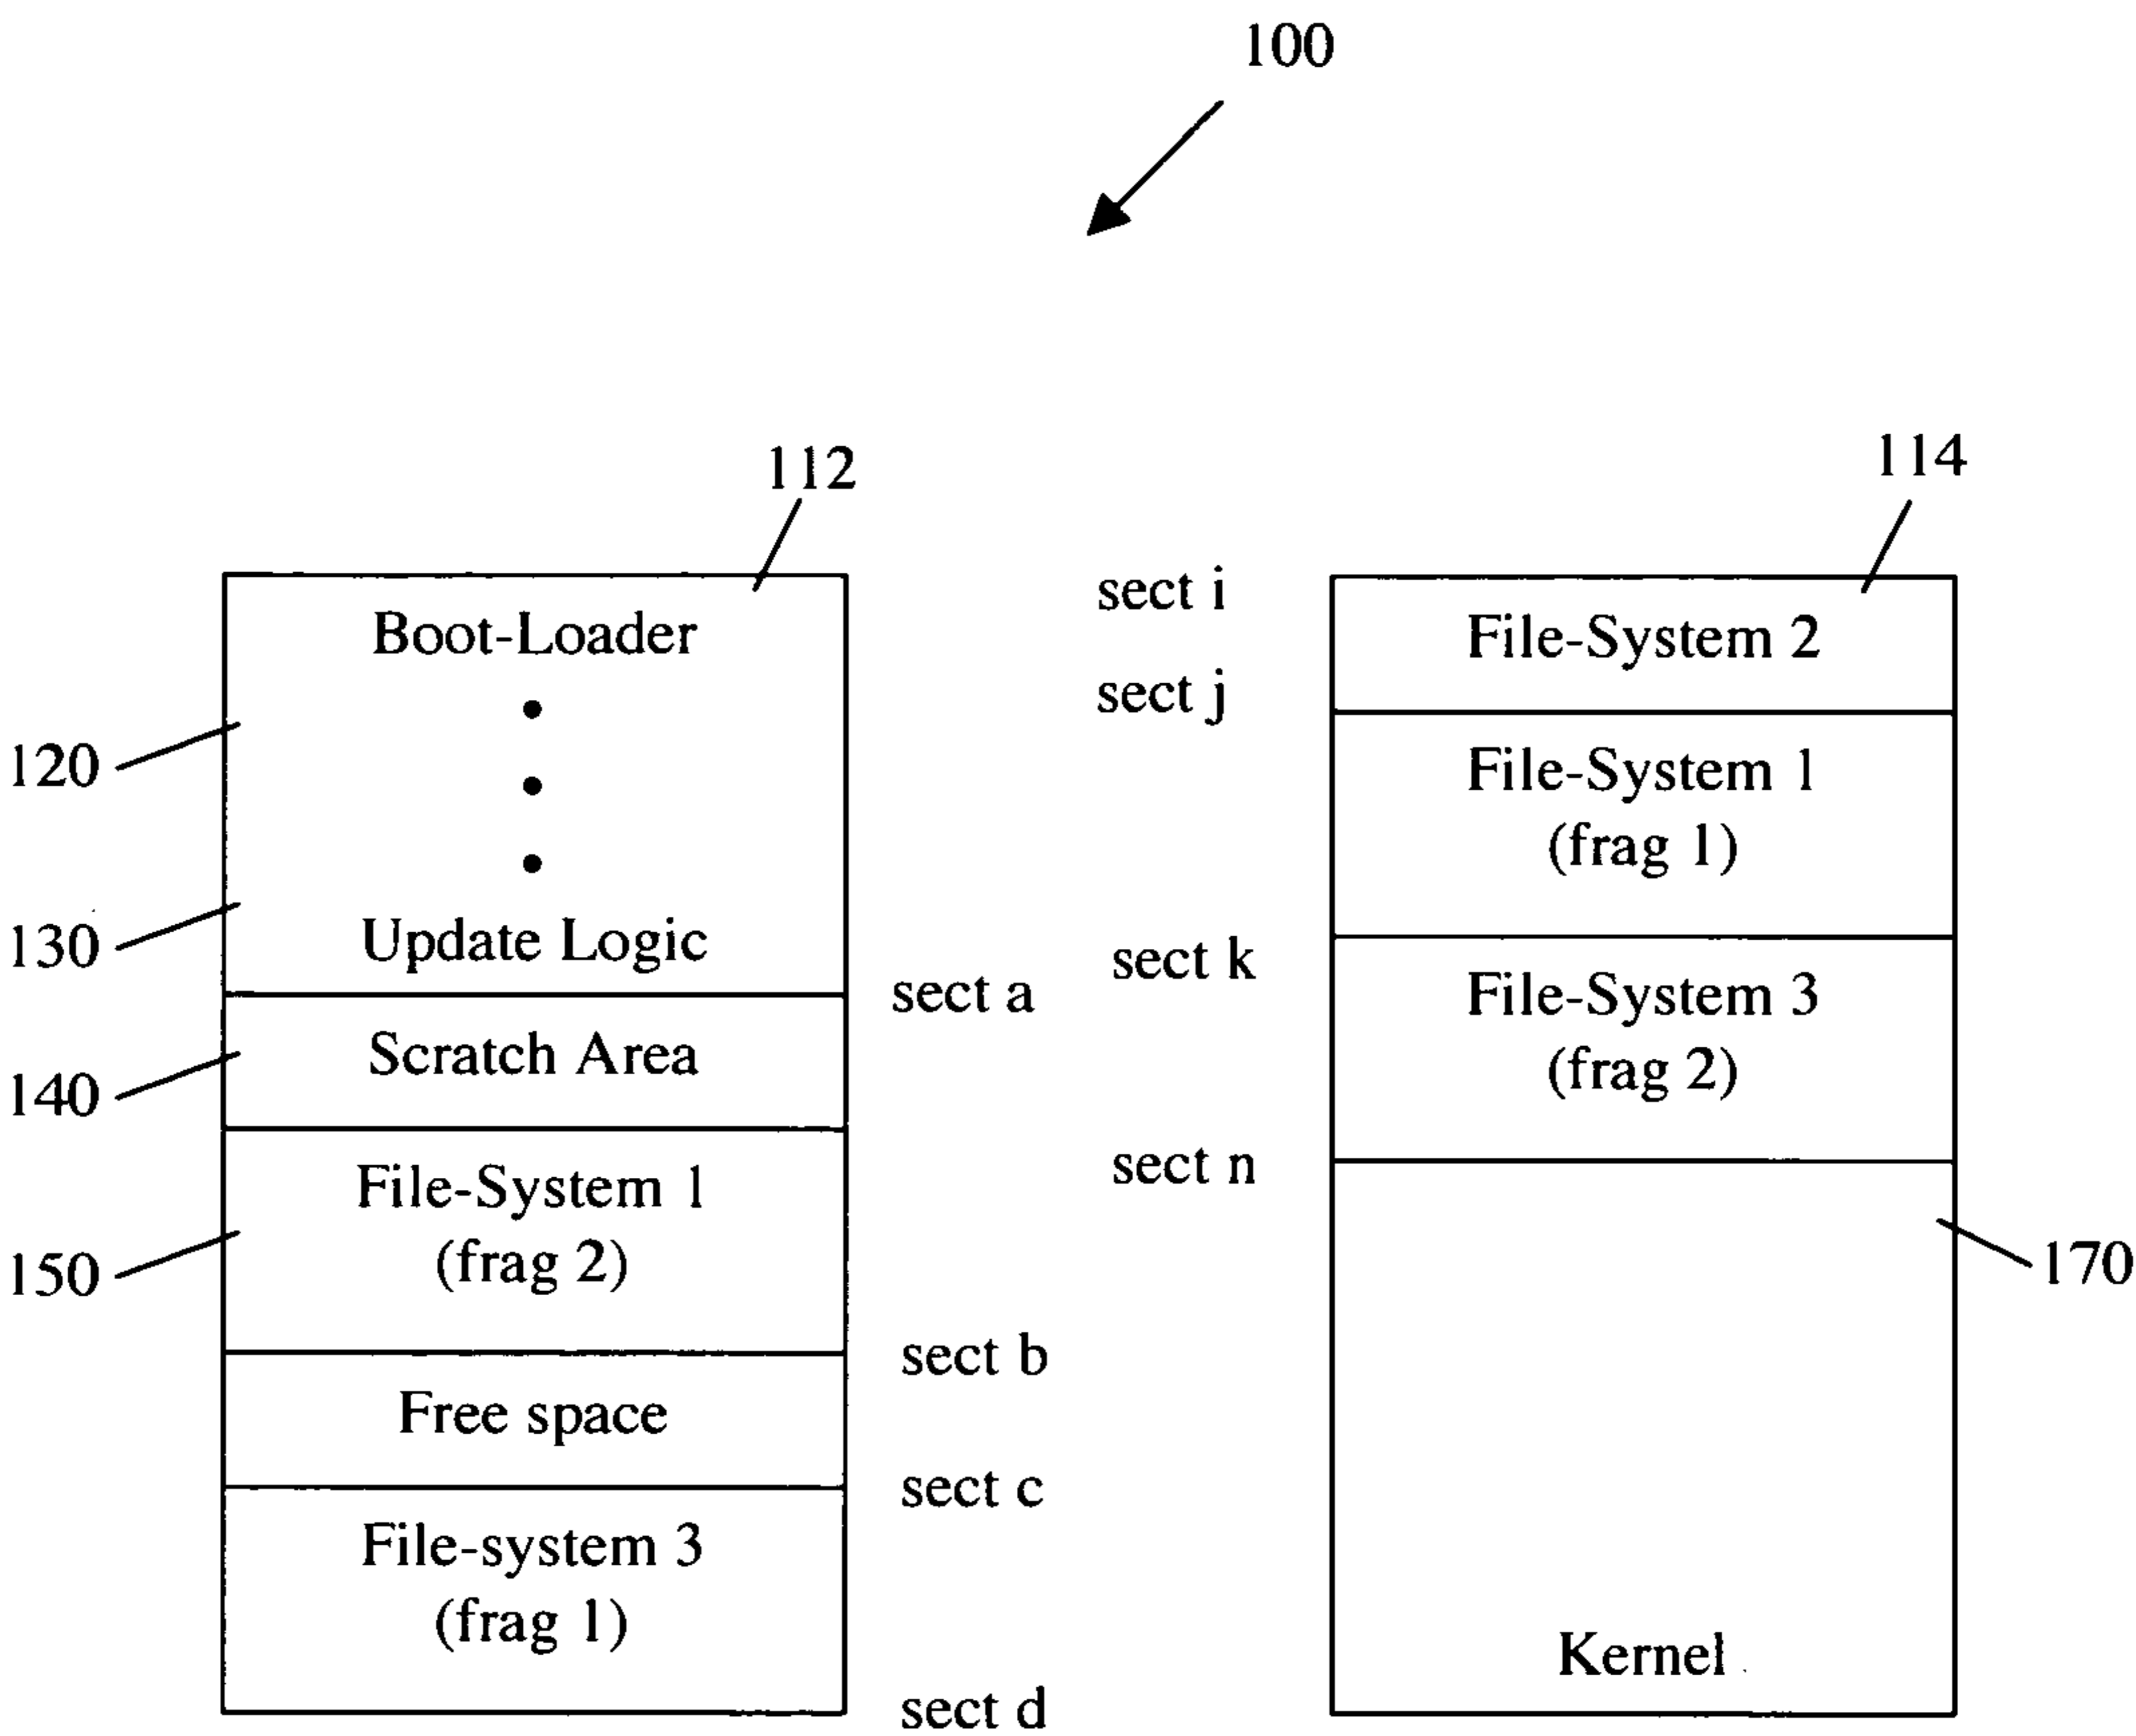 100
112
114
Boot-Loader
120
130
Update Logic
sect a
Scratch Area
140
File-System 1
(frag 2)
150
sect b
Free space
sect c
File-system 3
(frag 1)
sect d
sect i
File-System 2
sect j
File-System 1
(frag 1)
sect k
File-System 3
(frag 2)
sect n
170
Kernel